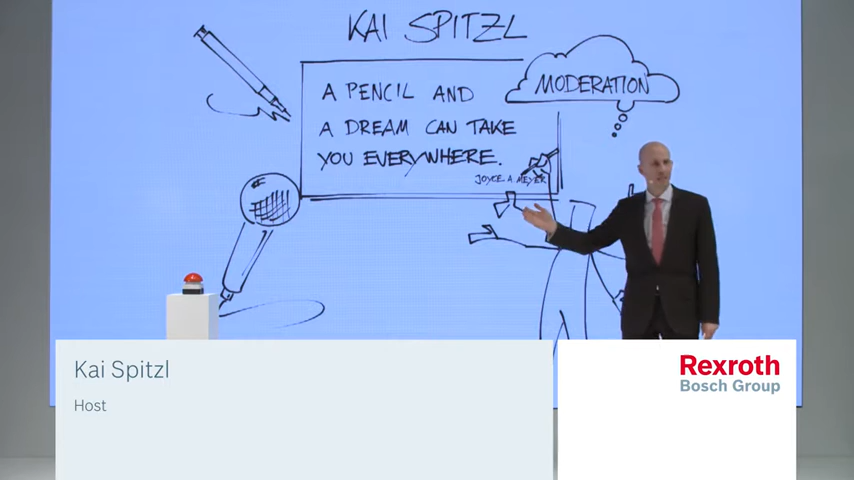 KAI SPITZL
A PENCIL AND
A DREAM CAN TAKE
YOU EVERYWHERE.
JOYCE A. MEYER
MODERATION
Kai Spitzl
Host
Rexroth
Bosch Group